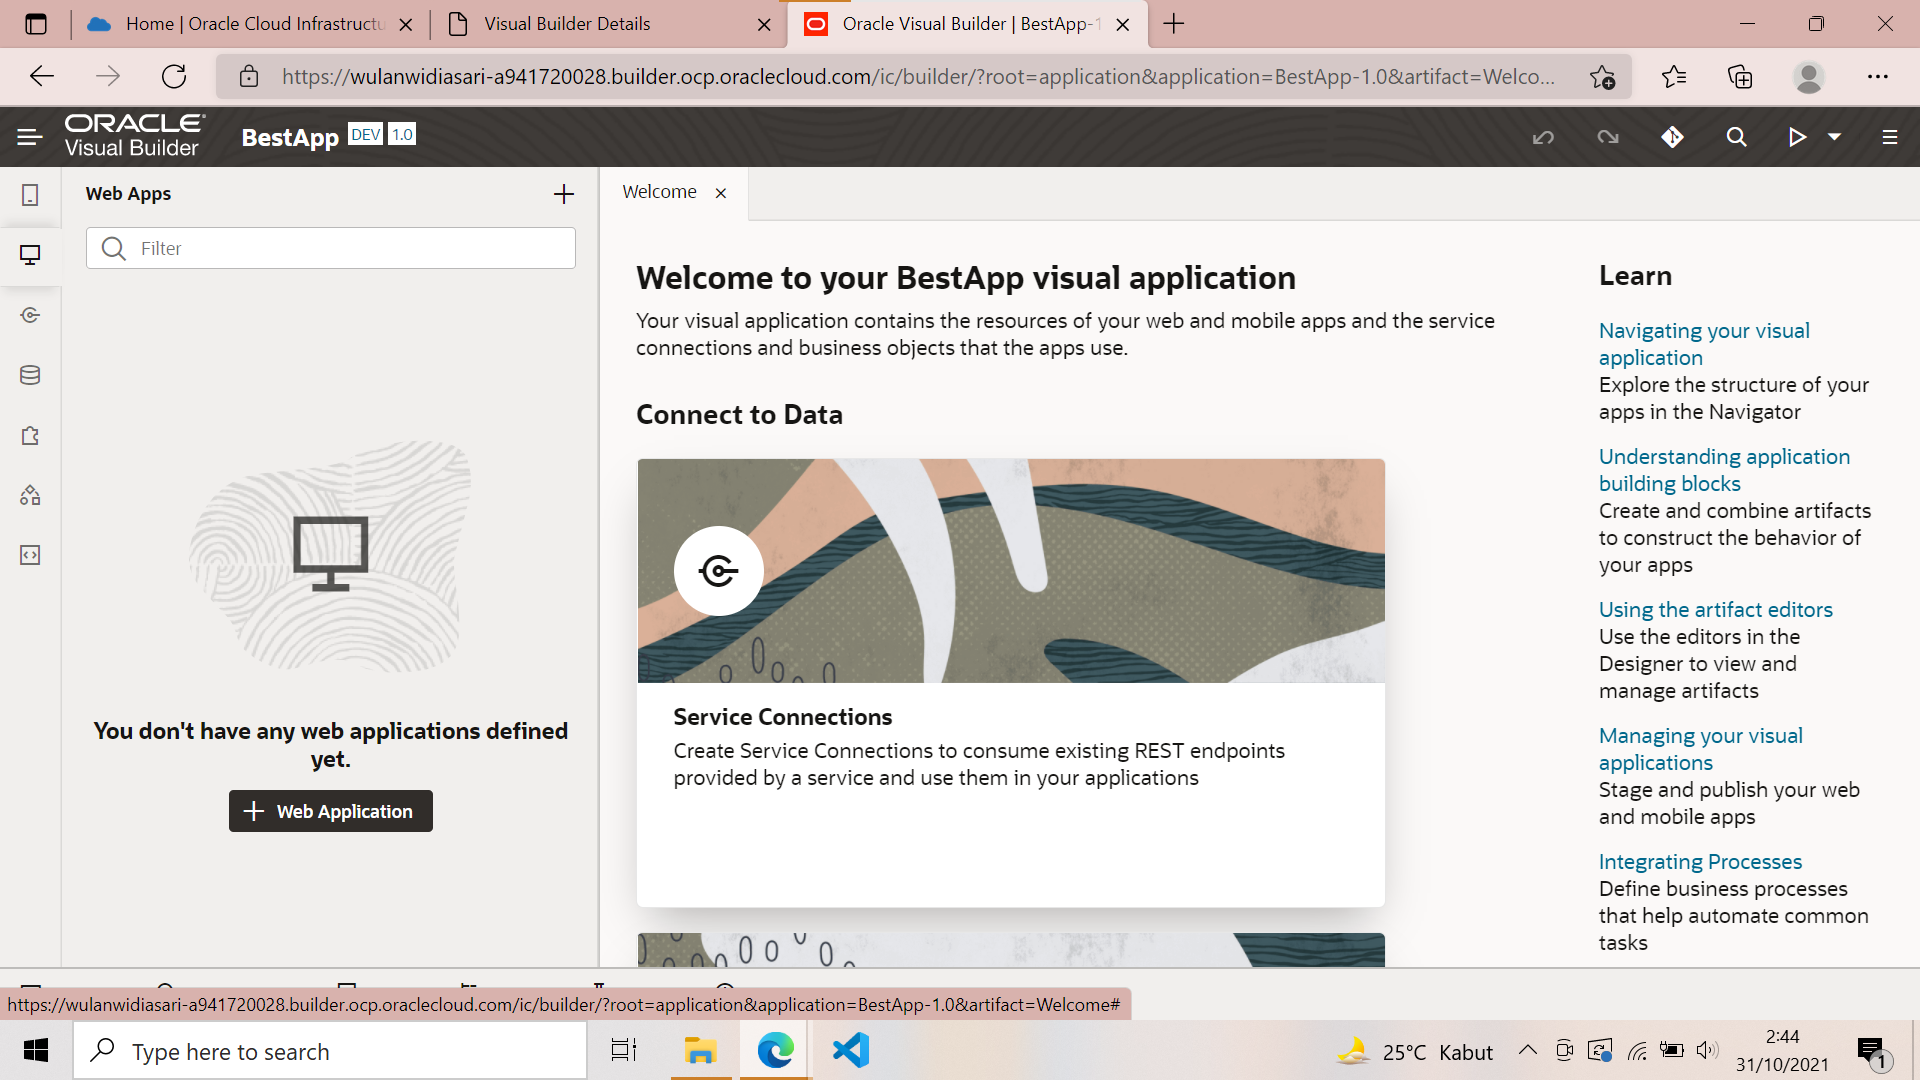 Home | Oracle Cloud Infrastructu
Visual Builder Details
Oracle Visual Builder | BestApp-1
https://wulanwidiasari-a941720028.builder.ocp.oraclecloud.com/ic/builder/?root=application&application=BestApp-1.0&artifact=Welco...
ORACLE
Visual Builder
BestApp DEV 1.0
Web Apps
Filter
You don't have any web applications defined
yet.
Web Application
Welcome
Welcome to your BestApp visual application
Your visual application contains the resources of your web and mobile apps and the service
connections and business objects that the apps use.
Connect to Data
Service Connections
Create Service Connections to consume existing REST endpoints
provided by a service and use them in your applications
Learn
Navigating your visual
application
Explore the structure of your
apps in the Navigator
Understanding application
building blocks
Create and combine artifacts
to construct the behavior of
your apps
Using the artifact editors
Use the editors in the
Designer to view and
manage artifacts
Managing your visual
applications
Stage and publish your web
and mobile apps
Integrating Processes
Define business processes
that help automate common
tasks
https://wulanwidiasari-a941720028.builder.ocp.oraclecloud.com/ic/builder/?root=application&application=BestApp-1.0&artifact=Welcome#
Type here to search
25°C Kabut
2:44
31/10/2021
1